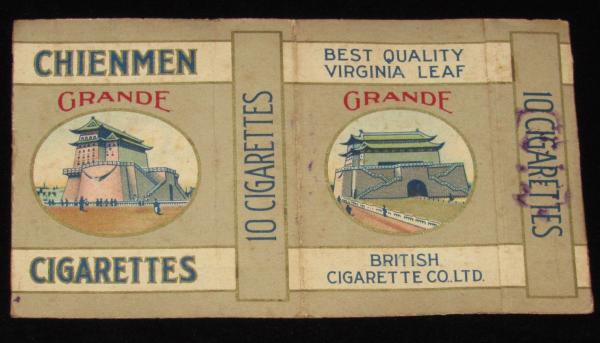 CHIENMEN
GRANDE
CIGARETTES
10 CIGARETTES
BEST QUALITY
VIRGINIA LEAF
GRANDE
BRITISH
CIGARETTE CO.LTD.
10 CIGARETTES